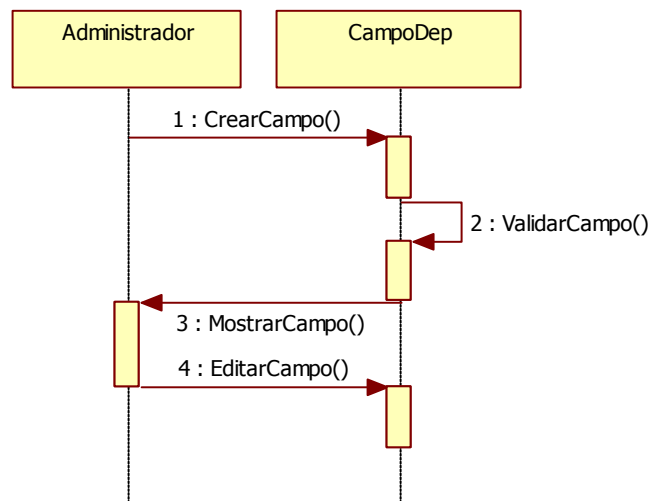 Administrador
CampoDep
1 : CrearCampo()
2 : ValidarCampo()
3 : MostrarCampo()
4 : EditarCampo()